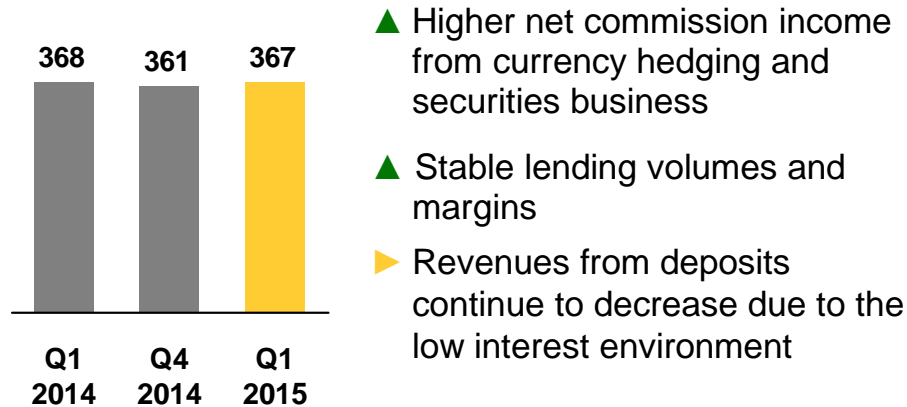 368 361 367
Q1 Q4 Q1
2014 2014 2015
▲ Higher net commission income
from currency hedging and
securities business
▲ Stable lending volumes and
margins
► Revenues from deposits
continue to decrease due to the
low interest environment